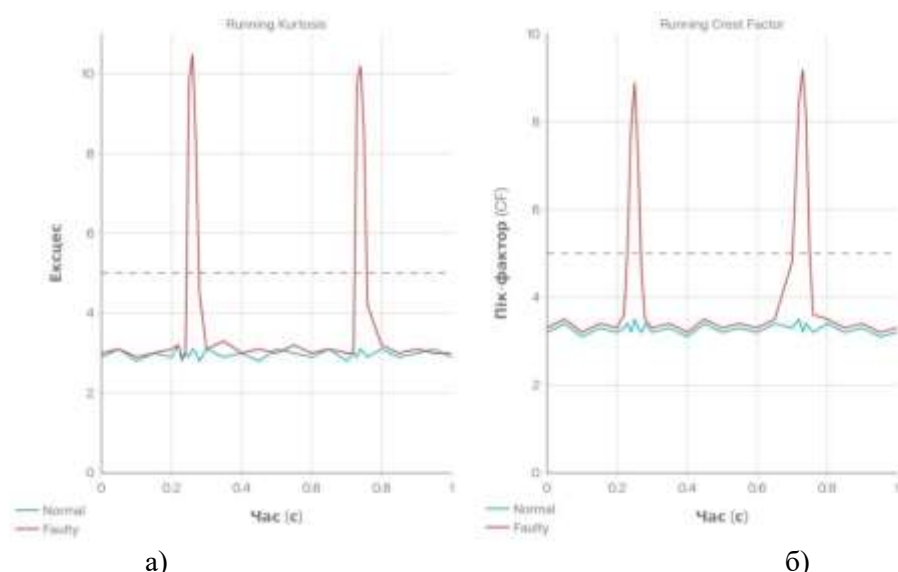 Running Kurtosis
10
8
6
4
2
0
Ексцес
0 0.2 0.4 0.6 0.8 1
Час (с)
Normal
Faulty
а)
Running Crest Factor
10
8
6
4
2
0
Пік-фактор (CF)
0 0.2 0.4 0.6 0.8 1
Час (с)
Normal
Faulty
б)